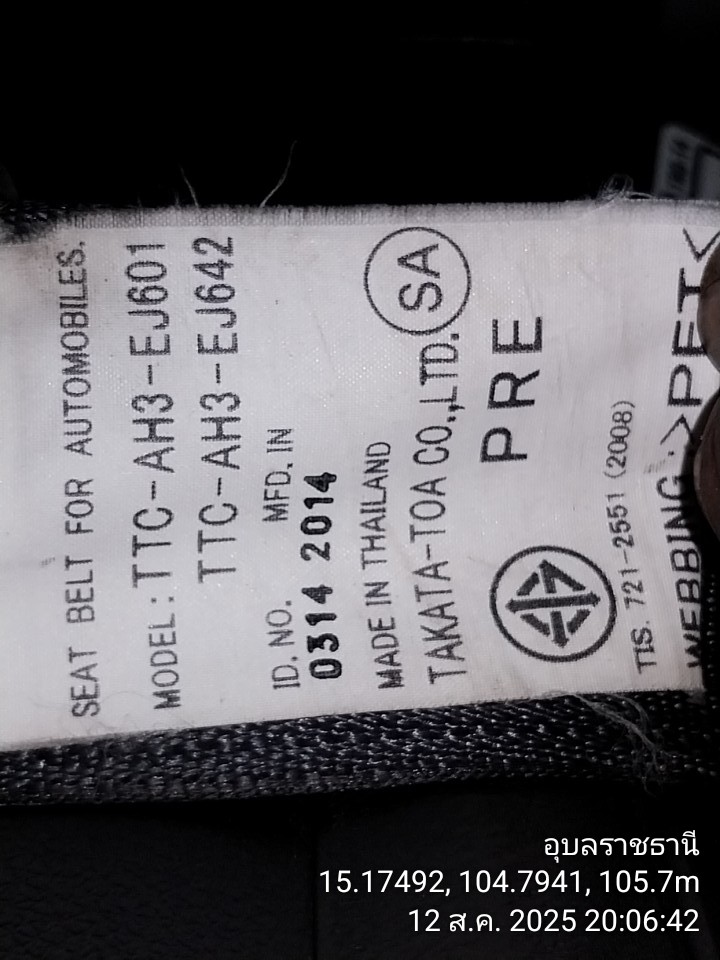 SEAT BELT FOR AUTOMOBILES.
MODEL: TTC-AH3-EJ601
TTC-AH3-EJ642
ID. NO. MFD. IN
0314 2014
MADE IN THAILAND
TAKATA-TOA CO.,LTD. SA
PRE
TIS. 721-2551 (2008)
WEBBING : >PET<
อุบลราชธานี
15.17492, 104.7941, 105.7m
12 ส.ค. 2025 20:06:42